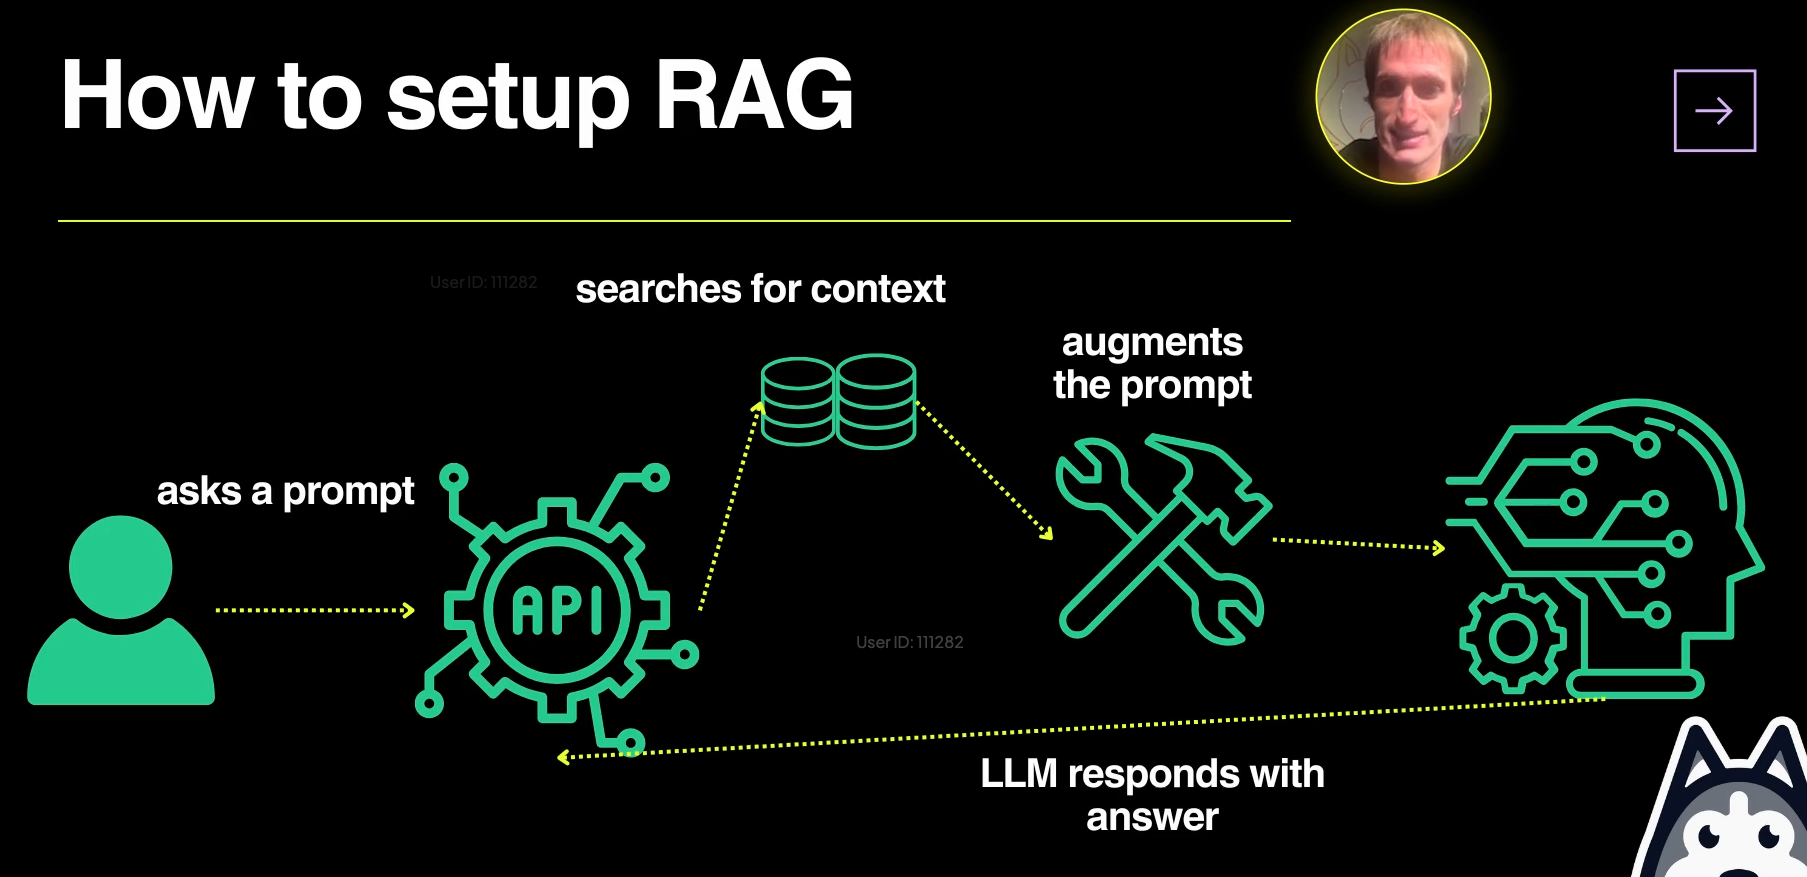 How to setup RAG
User ID: 111282
searches for context
augments
the prompt
asks a prompt
API
User ID: 111282
LLM responds with
answer